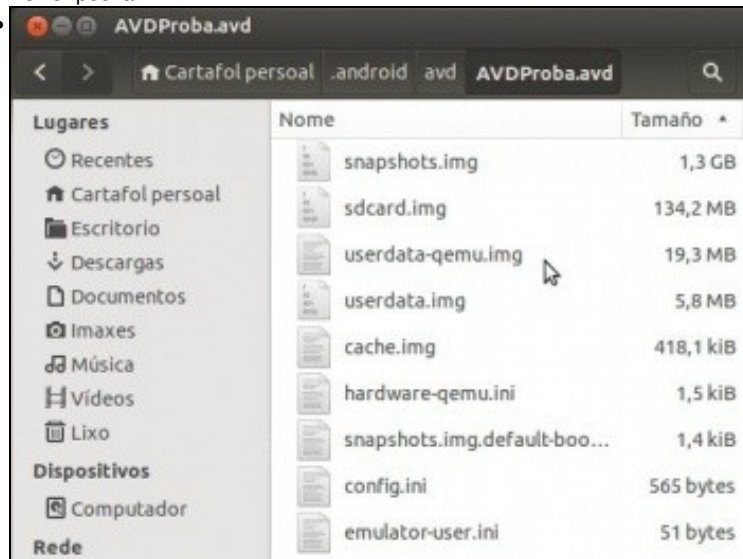 AVDProba.avd
Cartafol persoal .android avd AVDProba.avd
Lugares
Recentes
Cartafol persoal
Escritorio
Descargas
Documentos
Imaxes
Música
Vídeos
Lixo
Dispositivos
Computador
Rede
Nome Tamaño
snapshots.img 1,3 GB
sdcard.img 134,2 MB
userdata-qemu.img 19,3 MB
userdata.img 5,8 MB
cache.img 418,1 kiB
hardware-qemu.ini 1,5 kiB
snapshots.img.default-boo... 1,4 kiB
config.ini 565 bytes
emulator-user.ini 51 bytes